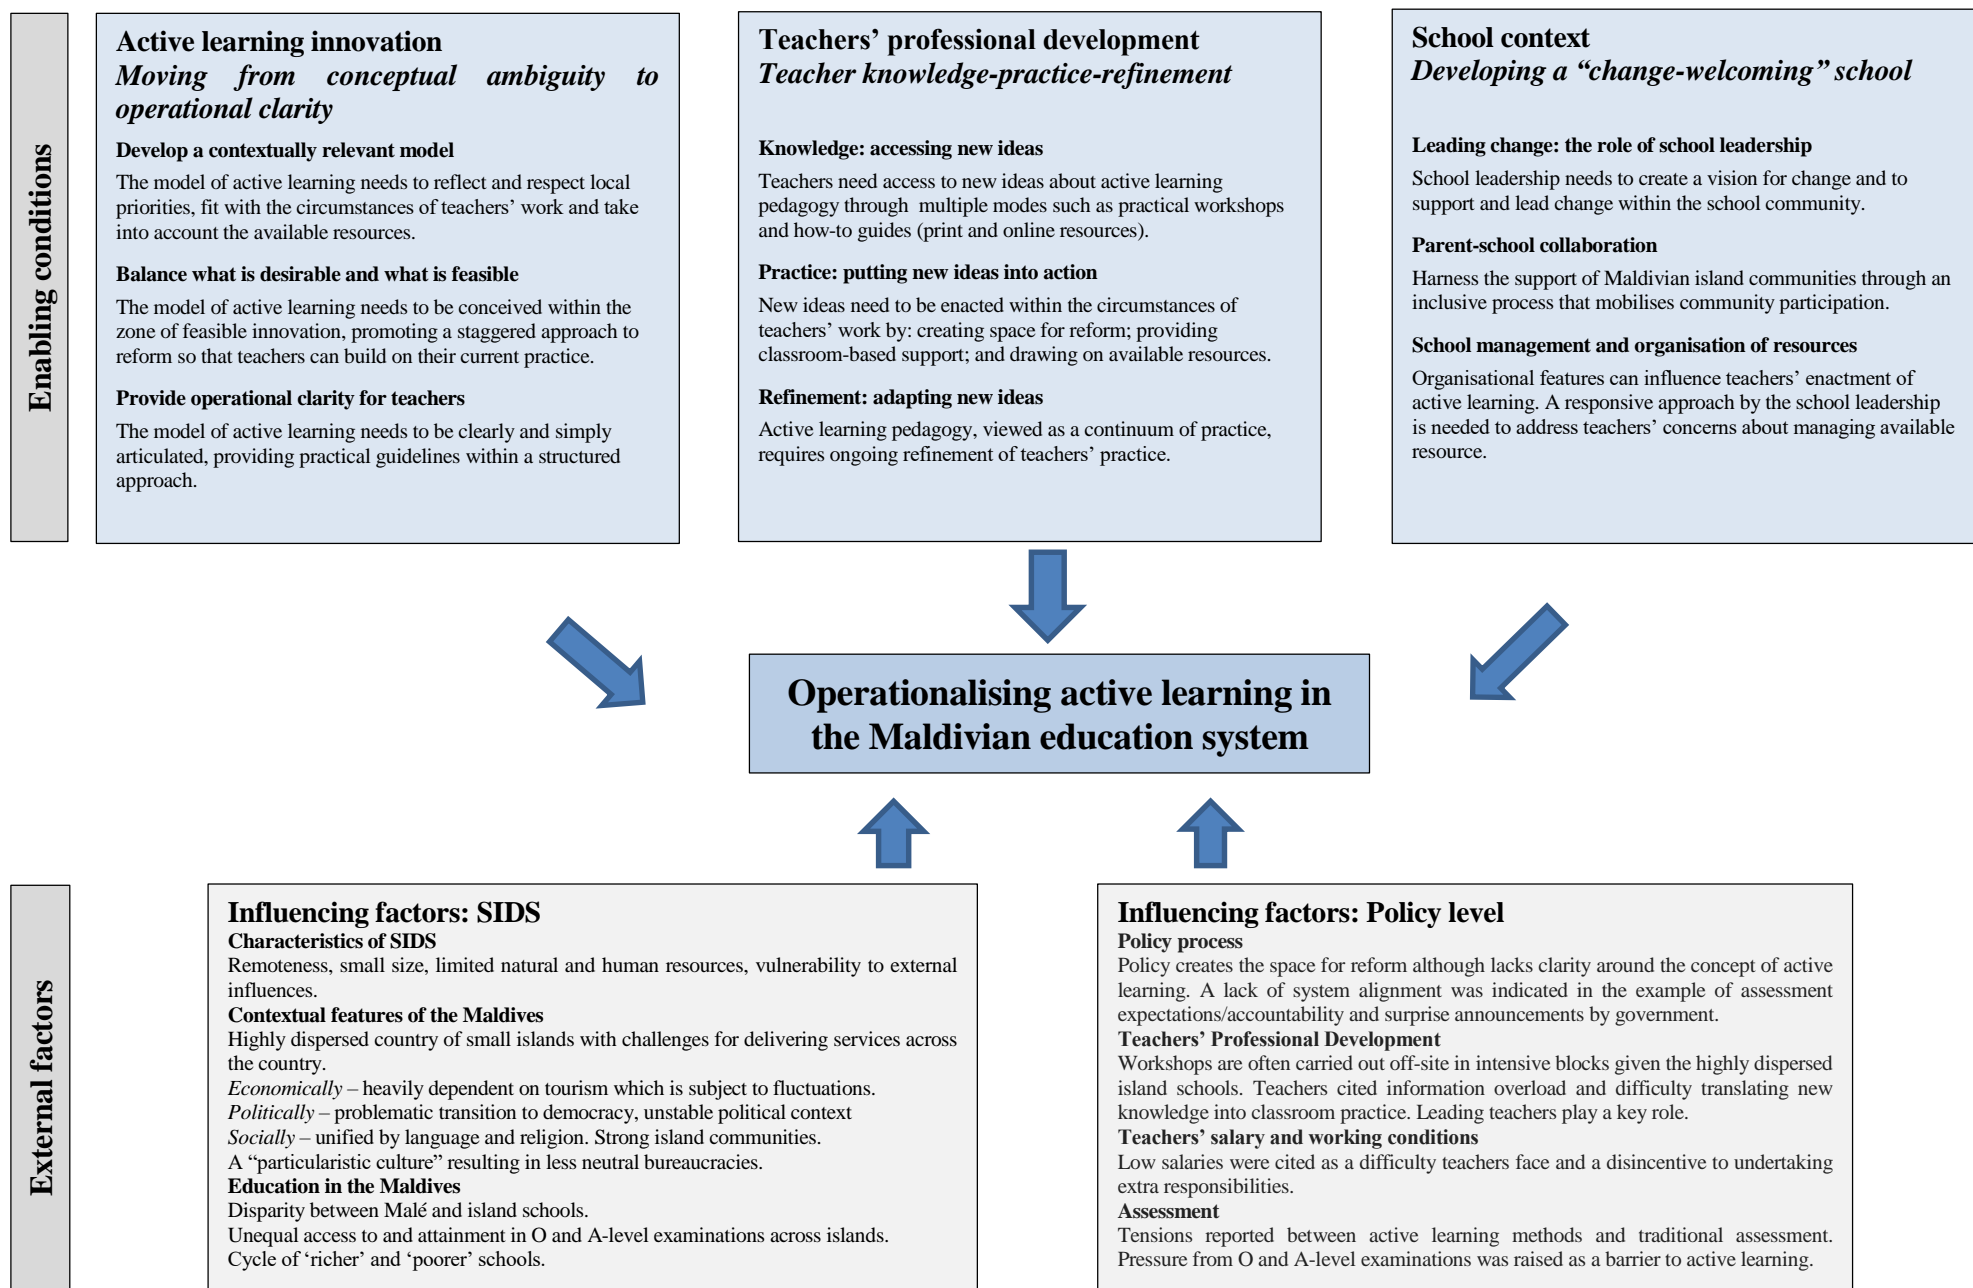 Enabling conditions
Active learning innovation
Moving from conceptual ambiguity to
operational clarity
Develop a contextually relevant model
The model of active learning needs to reflect and respect local
priorities, fit with the circumstances of teachers’ work and take
into account the available resources.
Balance what is desirable and what is feasible
The model of active learning needs to be conceived within the
zone of feasible innovation, promoting a staggered approach to
reform so that teachers can build on their current practice.
Provide operational clarity for teachers
The model of active learning needs to be clearly and simply
articulated, providing practical guidelines within a structured
approach.
Teachers’ professional development
Teacher knowledge-practice-refinement
Knowledge: accessing new ideas
Teachers need access to new ideas about active learning
pedagogy through multiple modes such as practical workshops
and how-to guides (print and online resources).
Practice: putting new ideas into action
New ideas need to be enacted within the circumstances of
teachers’ work by: creating space for reform; providing
classroom-based support; and drawing on available resources.
Refinement: adapting new ideas
Active learning pedagogy, viewed as a continuum of practice,
requires ongoing refinement of teachers’ practice.
School context
Developing a “change-welcoming” school
Leading change: the role of school leadership
School leadership needs to create a vision for change and to
support and lead change within the school community.
Parent-school collaboration
Harness the support of Maldivian island communities through an
inclusive process that mobilises community participation.
School management and organisation of resources
Organisational features can influence teachers’ enactment of
active learning. A responsive approach by the school leadership
is needed to address teachers’ concerns about managing available
resource.
Operationalising active learning in
the Maldivian education system
External factors
Influencing factors: SIDS
Characteristics of SIDS
Remoteness, small size, limited natural and human resources, vulnerability to external
influences.
Contextual features of the Maldives
Highly dispersed country of small islands with challenges for delivering services across
the country.
Economically – heavily dependent on tourism which is subject to fluctuations.
Politically – problematic transition to democracy, unstable political context
Socially – unified by language and religion. Strong island communities.
A “particularistic culture” resulting in less neutral bureaucracies.
Education in the Maldives
Disparity between Malé and island schools.
Unequal access to and attainment in O and A-level examinations across islands.
Cycle of ‘richer’ and ‘poorer’ schools.
Influencing factors: Policy level
Policy process
Policy creates the space for reform although lacks clarity around the concept of active
learning. A lack of system alignment was indicated in the example of assessment
expectations/accountability and surprise announcements by government.
Teachers’ Professional Development
Workshops are often carried out off-site in intensive blocks given the highly dispersed
island schools. Teachers cited information overload and difficulty translating new
knowledge into classroom practice. Leading teachers play a key role.
Teachers’ salary and working conditions
Low salaries were cited as a difficulty teachers face and a disincentive to undertaking
extra responsibilities.
Assessment
Tensions reported between active learning methods and traditional assessment.
Pressure from O and A-level examinations was raised as a barrier to active learning.